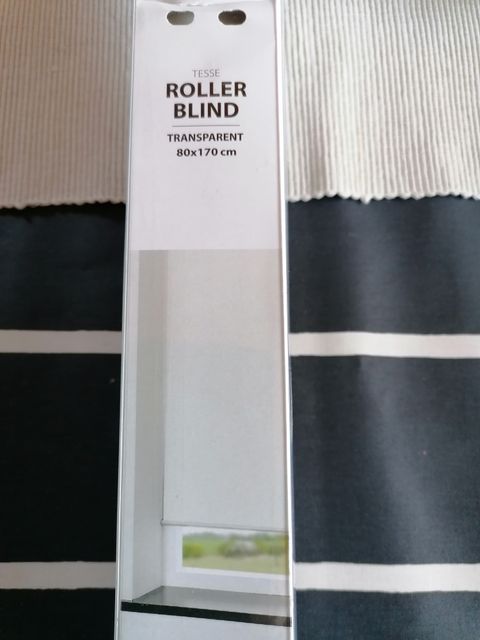 TESSE
ROLLER
BLIND
TRANSPARENT
80x170 cm